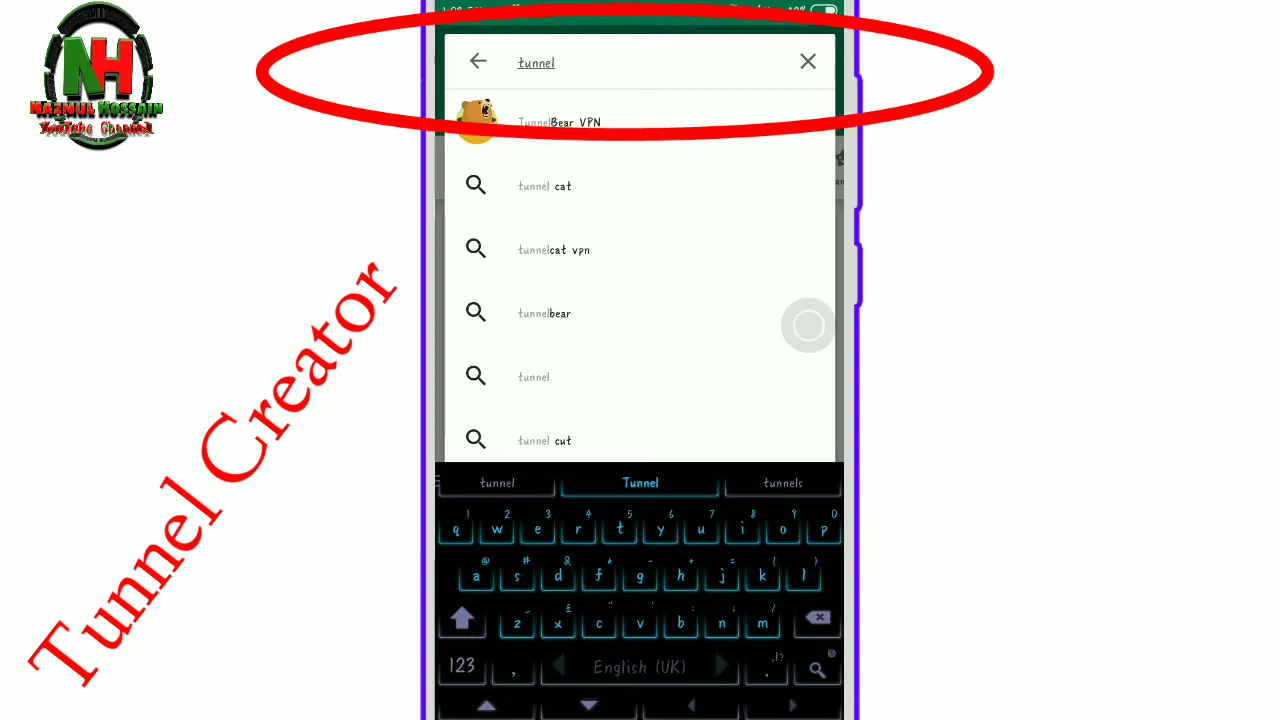 NH
NAZMUL HOSSAIN
YouTube Channel
Tunnel Creator
tunnel
TunnelBear VPN
tunnel cat
tunnelcat vpn
tunnelbear
tunnel
tunnel cut
tunnel Tunnel tunnels
1 2 3 4 5 6 7 8 9 0
q w e r t y u i o p
@ # & * - + = ( )
a s d f g h j k l
z x c v b n m
123 , English (UK) . ,!?